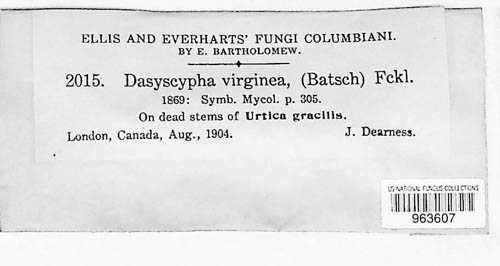 ELLIS AND EVERHARTS' FUNGI COLUMBIANI.
BY E. BARTHOLOMEW.
2015. Dasyscypha virginea, (Batsch) Fckl.
1869: Symb. Mycol. p. 305.
On dead stems of Urtica gracilis.
London, Canada, Aug., 1904. J. Dearness.
US NATIONAL FUNGUS COLLECTIONS
963607